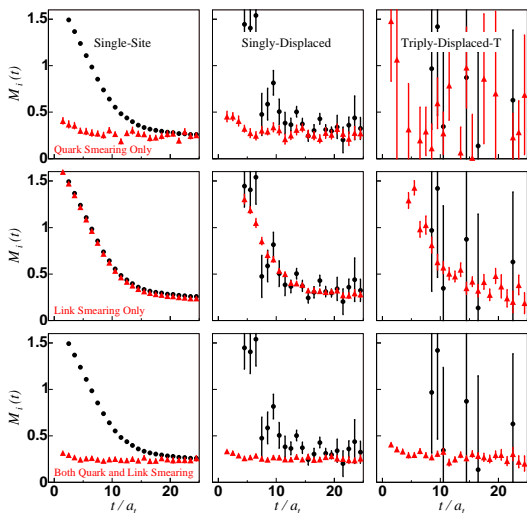 Single-Site
Singly-Displaced
Triply-Displaced-T
M_i(t)
1.5
1
0.5
0
Quark Smearing Only
M_i(t)
1.5
1
0.5
0
Link Smearing Only
M_i(t)
1.5
1
0.5
0
Both Quark and Link Smearing
0 10 20
0 10 20
0 10 20
t / a_t
t / a_t
t / a_t